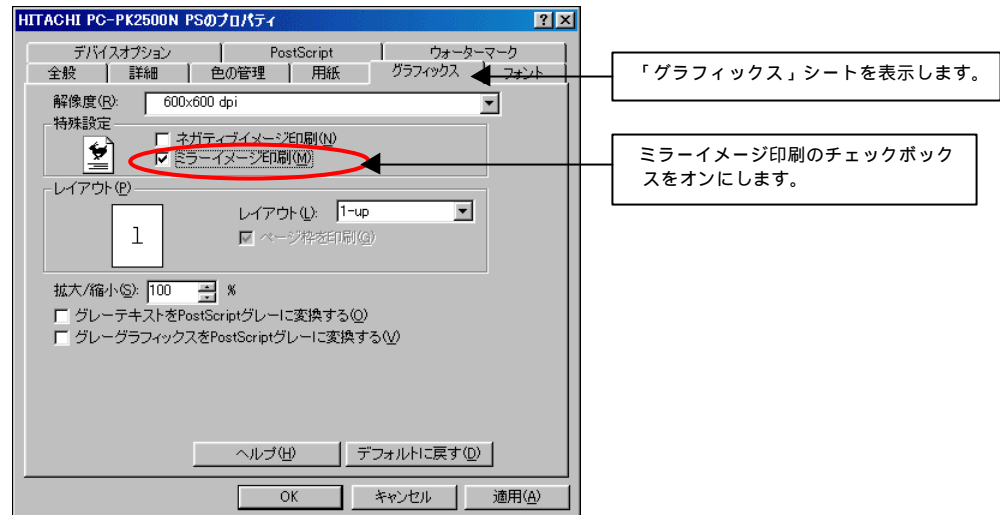 HITACHI PC-PK2500N PSのプロパティ
デバイスオプション PostScript ウォーターマーク
全般 詳細 色の管理 用紙 グラフィックス フォント
「グラフィックス」シートを表示します。
解像度(R): 600x600 dpi
特殊設定
ネガティブイメージ印刷(N)
ミラーイメージ印刷(M)
ミラーイメージ印刷のチェックボック
スをオンにします。
レイアウト(P)
1
レイアウト(L): 1-up
ページ枠を印刷(G)
拡大/縮小(S): 100 %
グレーテキストをPostScriptグレーに変換する(O)
グレーグラフィックスをPostScriptグレーに変換する(V)
ヘルプ(H) デフォルトに戻す(D)
OK キャンセル 適用(A)